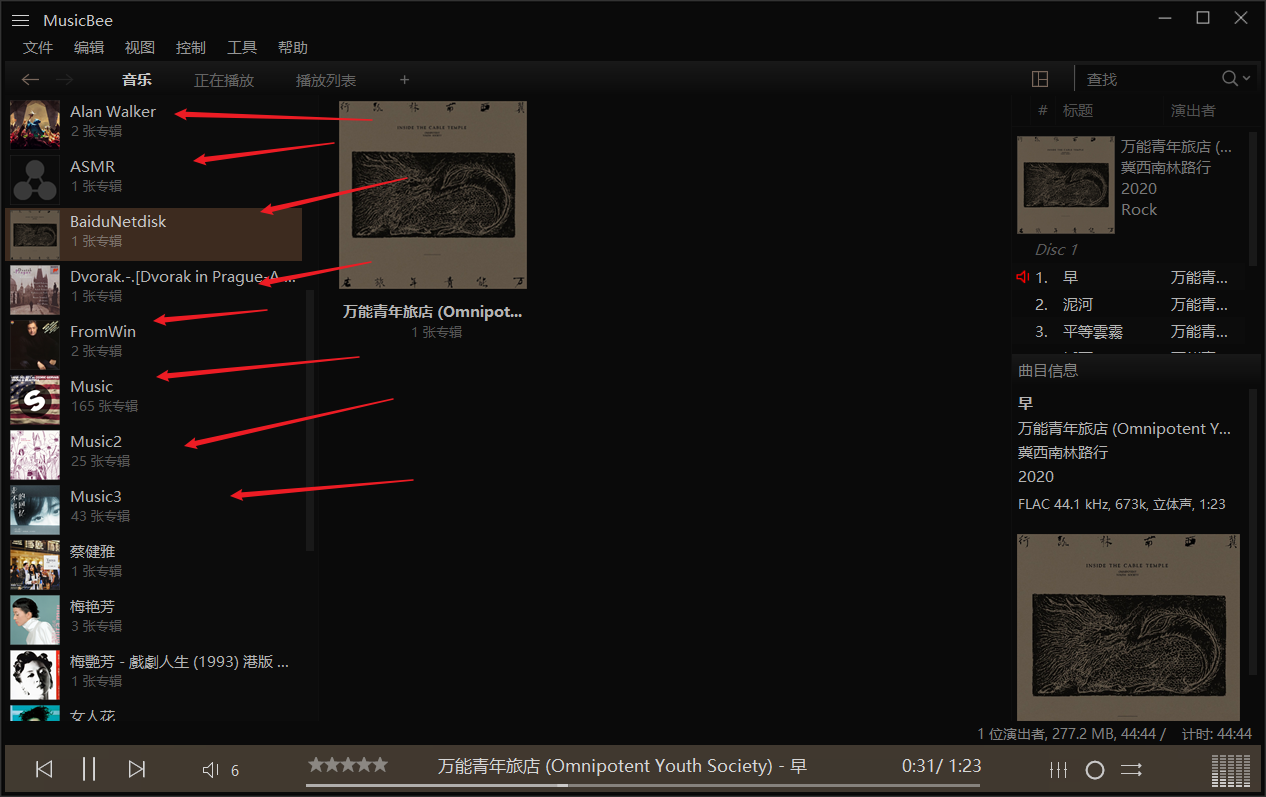 MusicBee
文件 编辑 视图 控制 工具 帮助
音乐 正在播放 播放列表 +
查找
Alan Walker
2 张专辑
ASMR
1 张专辑
BaiduNetdisk
1 张专辑
Dvorak.-.[Dvorak in Prague-A ...
1 张专辑
FromWin
2 张专辑
Music
165 张专辑
Music2
25 张专辑
Music3
43 张专辑
蔡健雅
1 张专辑
梅艳芳
3 张专辑
梅艷芳 - 戲劇人生 (1993) 港版 ...
1 张专辑
女人花
INSIDE THE CABLE TEMPLE
万能青年旅店 (Omnipot...
1 张专辑
# 标题 演出者
万能青年旅店 (...
冀西南林路行
2020
Rock
Disc 1
1. 早 万能青...
2. 泥河 万能青...
3. 平等雲霧 万能青...
曲目信息
早
万能青年旅店 (Omnipotent Y...
冀西南林路行
2020
FLAC 44.1 kHz, 673k, 立体声, 1:23
INSIDE THE CABLE TEMPLE
1 位演出者, 277.2 MB, 44:44 / 计时: 44:44
6
万能青年旅店 (Omnipotent Youth Society) - 早
0:31/ 1:23